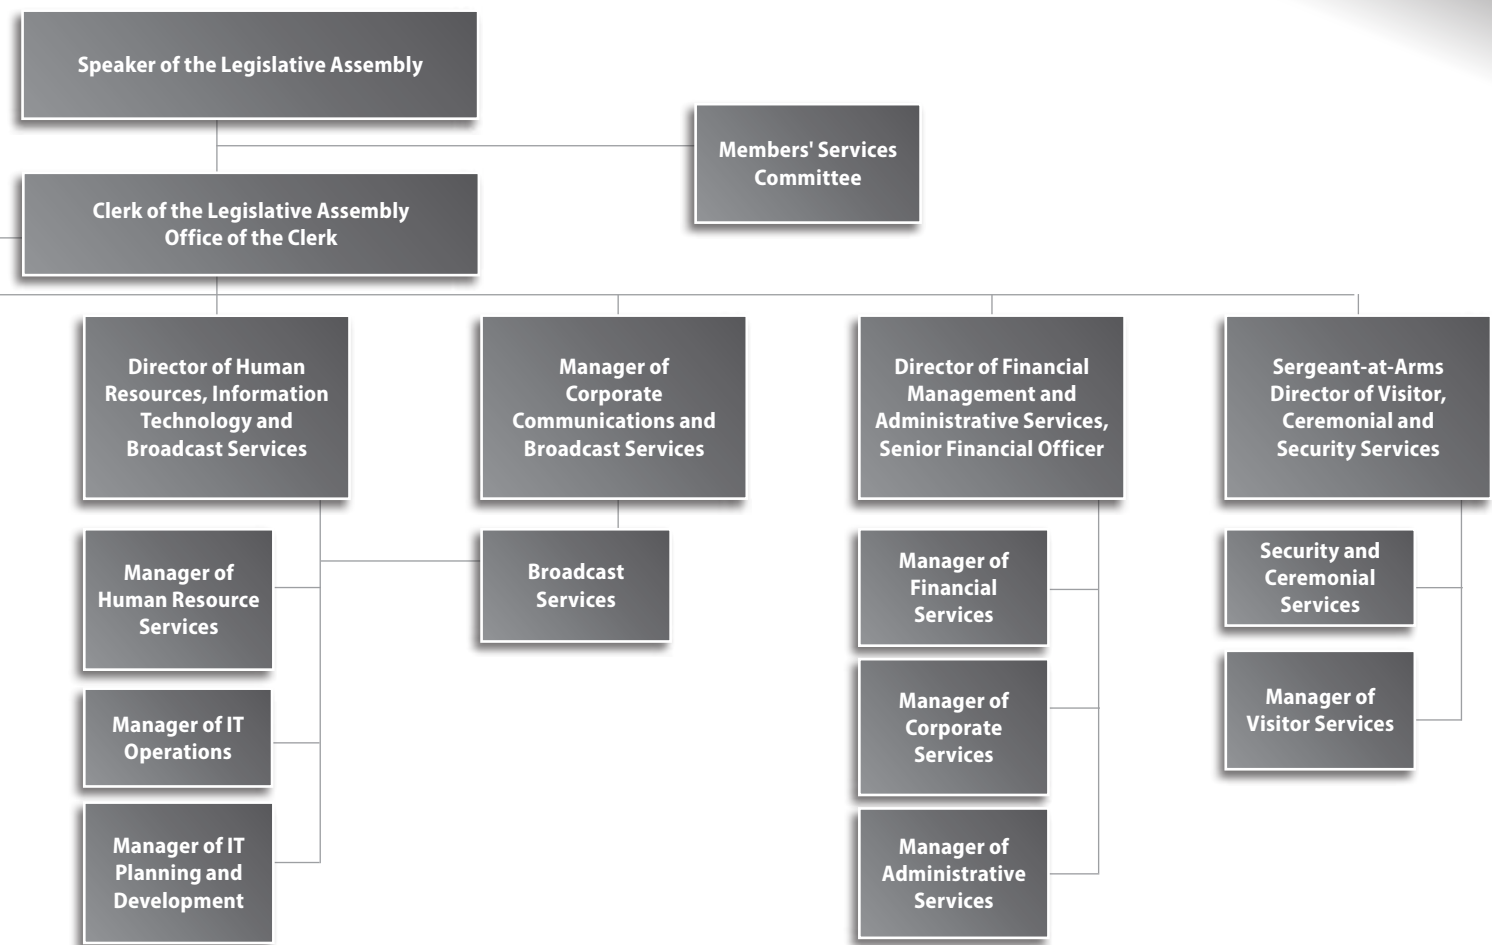 Speaker of the Legislative Assembly
Members' Services
Committee
Clerk of the Legislative Assembly
Office of the Clerk
Director of Human
Resources, Information
Technology and
Broadcast Services
Manager of
Corporate
Communications and
Broadcast Services
Director of Financial
Management and
Administrative Services,
Senior Financial Officer
Sergeant-at-Arms
Director of Visitor,
Ceremonial and
Security Services
Manager of
Human Resource
Services
Broadcast
Services
Manager of
Financial
Services
Security and
Ceremonial
Services
Manager of IT
Operations
Manager of
Corporate
Services
Manager of
Visitor Services
Manager of IT
Planning and
Development
Manager of
Administrative
Services